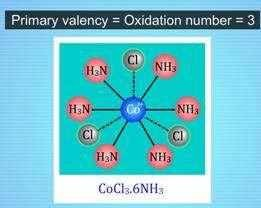 Primary valency = Oxidation number = 3
Cl
H₃N
NH₃
H₃N
Co
NH₃
Cl
Cl
H₃N
NH₃
CoCl₃.6NH₃